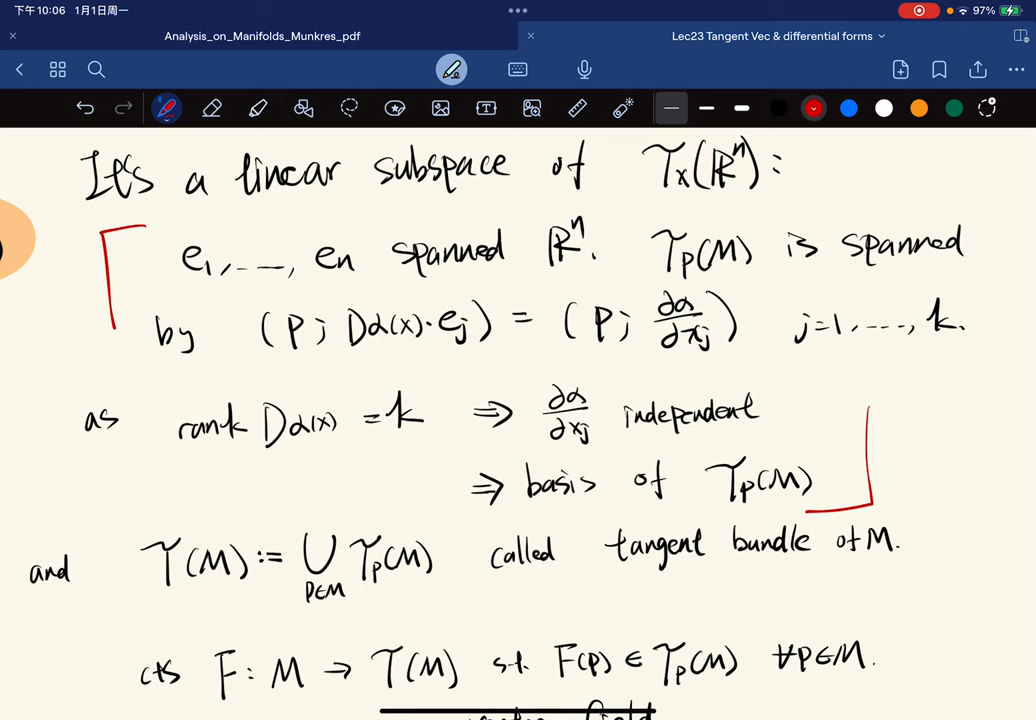 下午10:06 1月1日周一
97%
Analysis_on_Manifolds_Munkres_pdf
Lec23 Tangent Vec & differential forms
It's a linear subspace of 𝒯x(ℝⁿ):
e₁, ---, en spanned ℝⁿ. 𝒯p(M) is spanned
by (p; Dα(x)·ej) = (p; ∂α/∂xj) j=1, ---, k.
as rank Dα(x) = k ⇒ ∂α/∂xj independent
⇒ basis of 𝒯p(M)
and 𝒯(M) := ⋃p∈M 𝒯p(M) called tangent bundle of M.
cts F: M → 𝒯(M) s.t. F(p) ∈ 𝒯p(M) ∀p∈M.